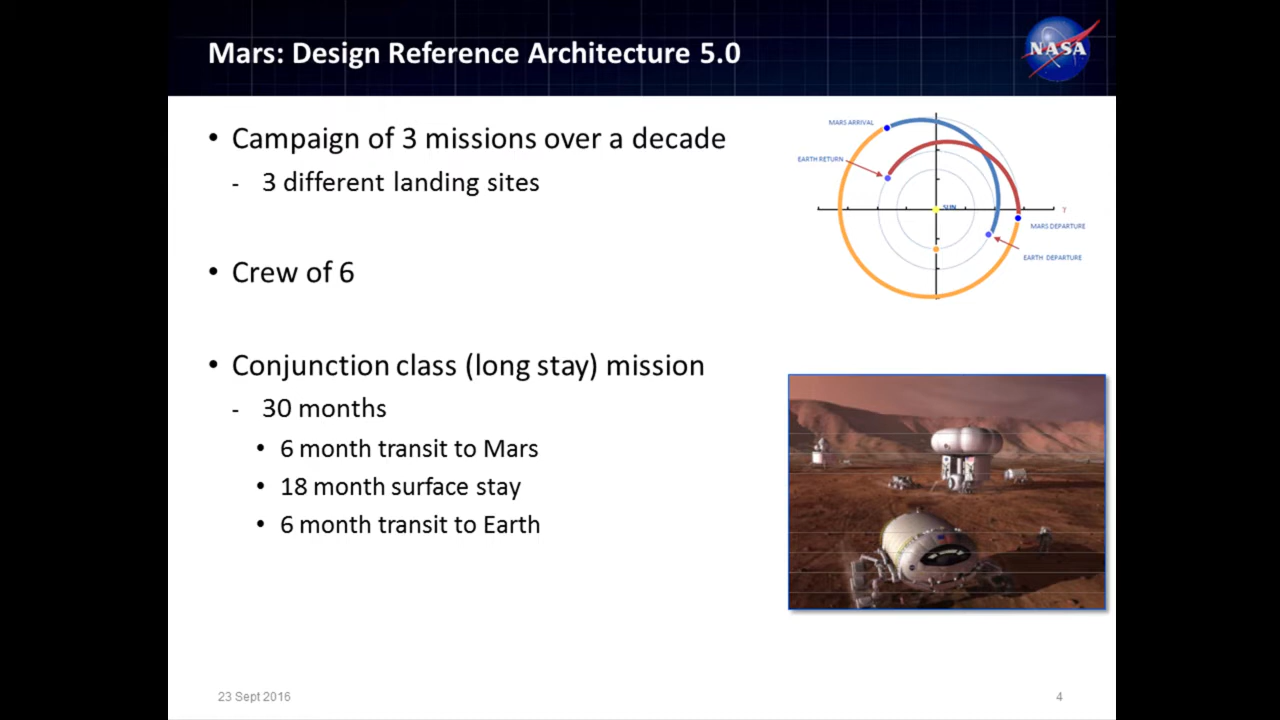 Mars: Design Reference Architecture 5.0
NASA
• Campaign of 3 missions over a decade
- 3 different landing sites
• Crew of 6
• Conjunction class (long stay) mission
- 30 months
• 6 month transit to Mars
• 18 month surface stay
• 6 month transit to Earth
MARS ARRIVAL
EARTH RETURN
SUN
γ
MARS DEPARTURE
EARTH DEPARTURE
23 Sept 2016
4